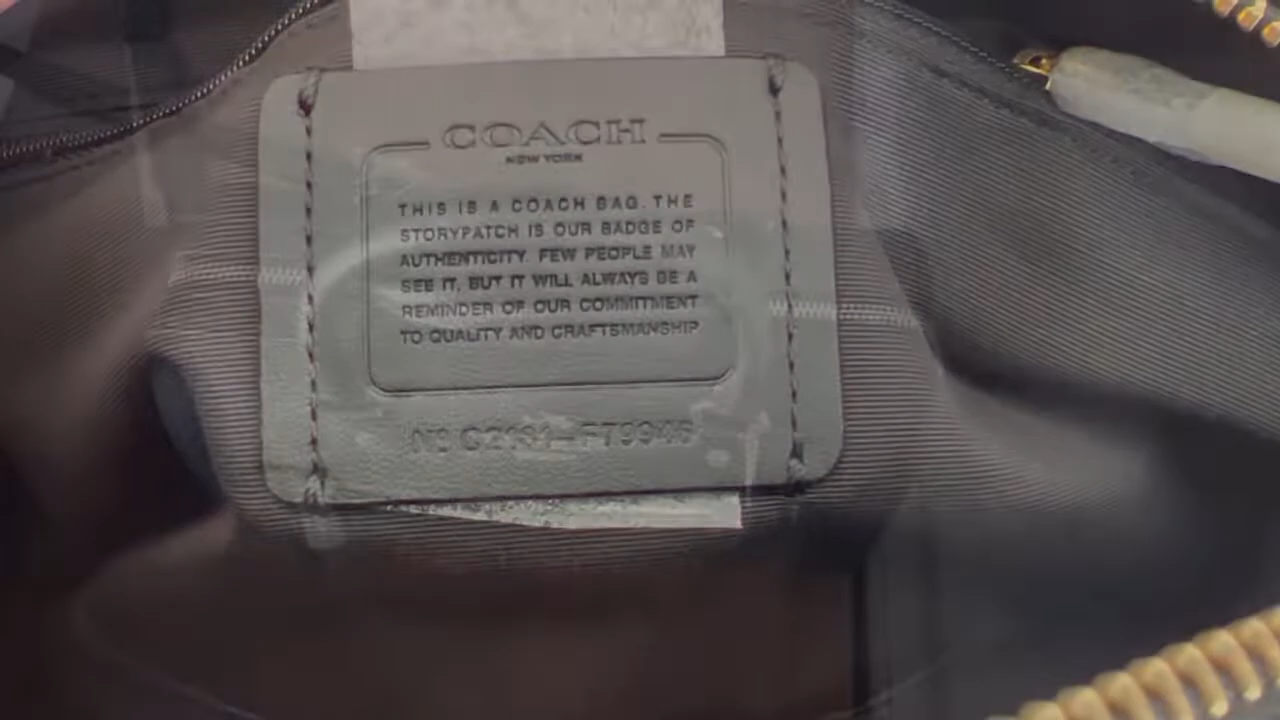 COACH
NEW YORK
THIS IS A COACH BAG. THE
STORYPATCH IS OUR BADGE OF
AUTHENTICITY. FEW PEOPLE MAY
SEE IT, BUT IT WILL ALWAYS BE A
REMINDER OF OUR COMMITMENT
TO QUALITY AND CRAFTSMANSHIP